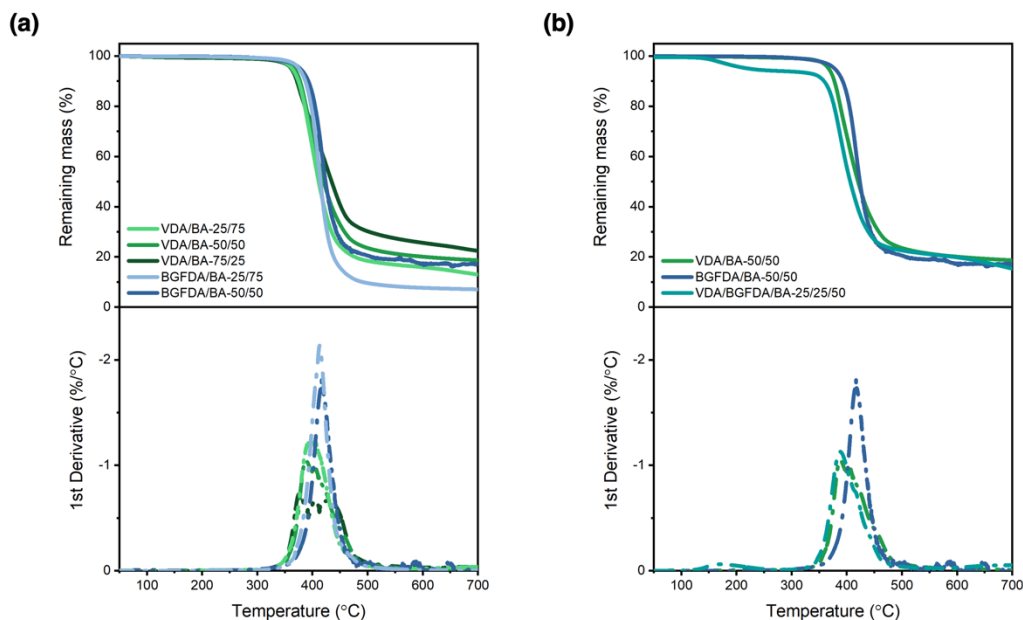 (a)
Remaining mass (%)
100
80
60
40
20
0
VDA/BA-25/75
VDA/BA-50/50
VDA/BA-75/25
BGFDA/BA-25/75
BGFDA/BA-50/50
1st Derivative (%/°C)
-2
-1
0
100 200 300 400 500 600 700
Temperature (°C)
(b)
Remaining mass (%)
100
80
60
40
20
0
VDA/BA-50/50
BGFDA/BA-50/50
VDA/BGFDA/BA-25/25/50
1st Derivative (%/°C)
-2
-1
0
100 200 300 400 500 600 700
Temperature (°C)